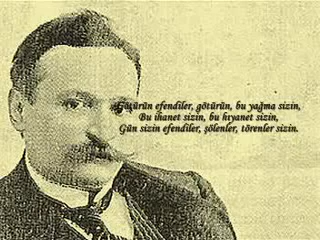 Götürün efendiler, götürün, bu yağma sizin,
Bu ihanet sizin, bu hıyanet sizin,
Gün sizin efendiler, şölenler, törenler sizin.